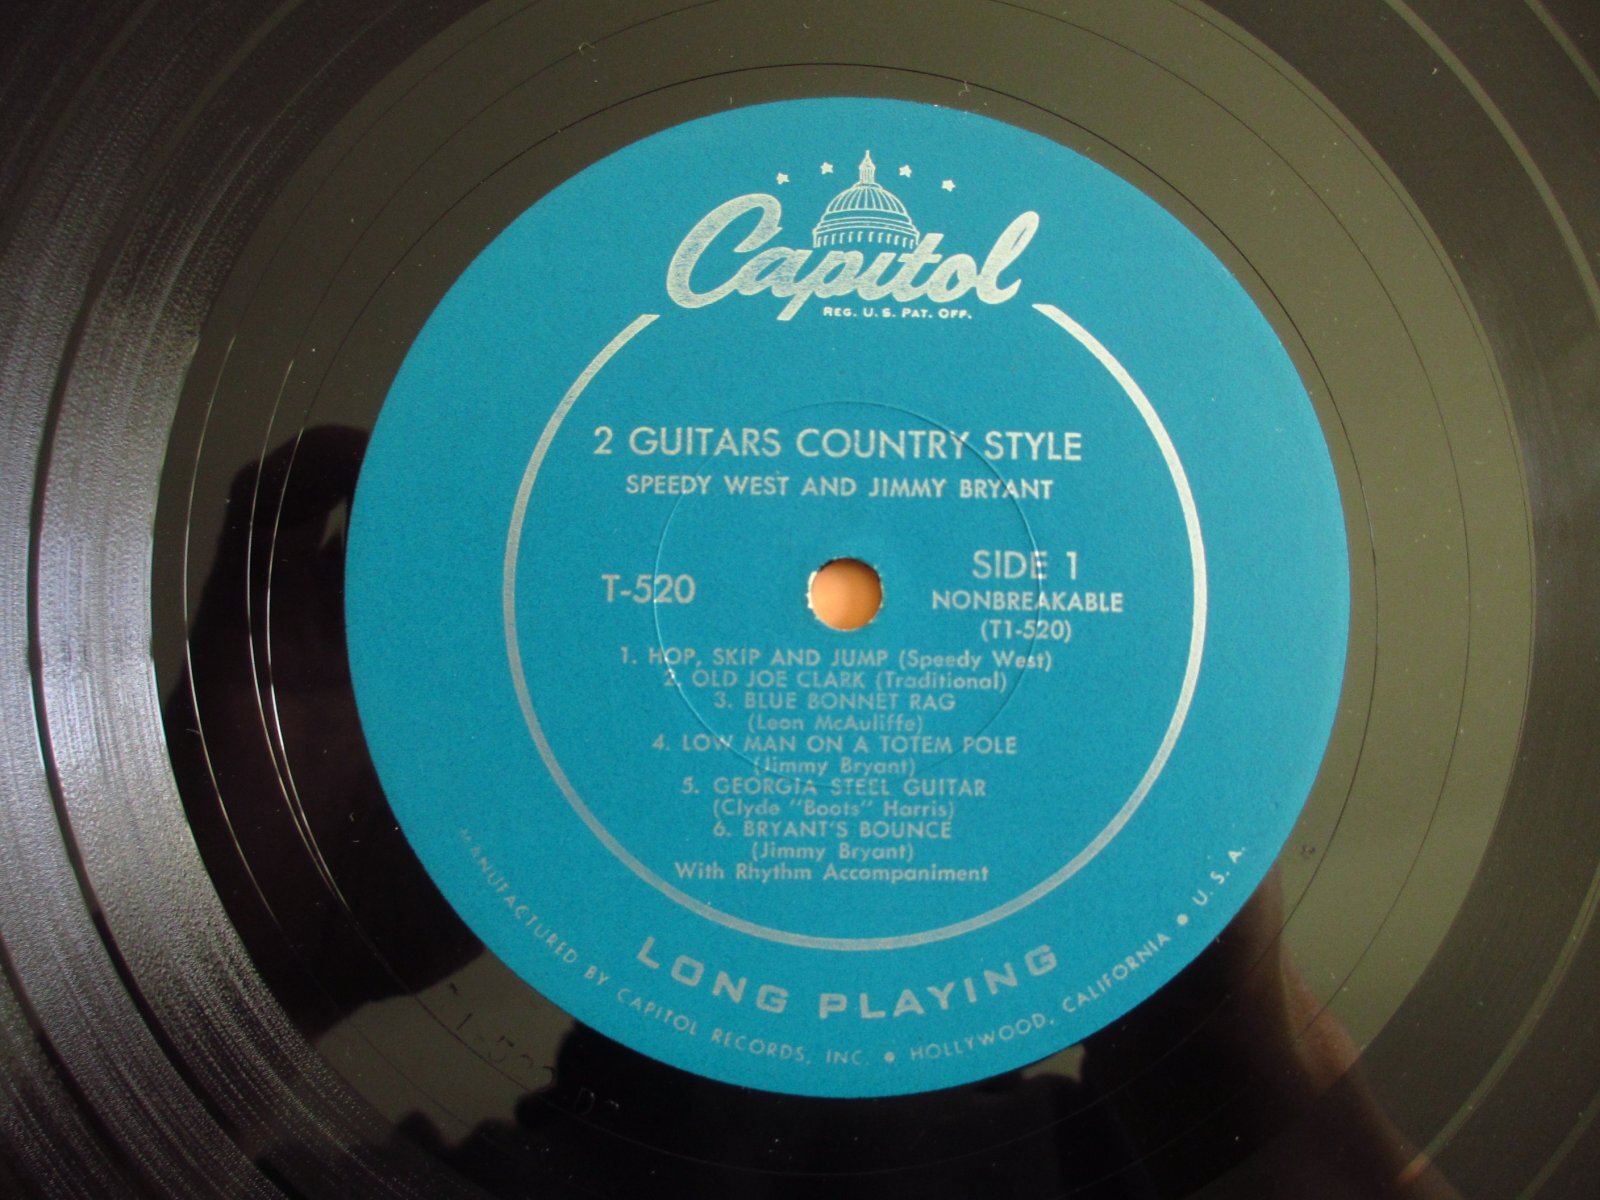 Capitol
REG. U. S. PAT. OFF.
2 GUITARS COUNTRY STYLE
SPEEDY WEST AND JIMMY BRYANT
T-520
SIDE 1
NONBREAKABLE
(T1-520)
1. HOP, SKIP AND JUMP (Speedy West)
2. OLD JOE CLARK (Traditional)
3. BLUE BONNET RAG
(Leon McAuliffe)
4. LOW MAN ON A TOTEM POLE
(Jimmy Bryant)
5. GEORGIA STEEL GUITAR
(Clyde "Boots" Harris)
6. BRYANT'S BOUNCE
(Jimmy Bryant)
With Rhythm Accompaniment
LONG PLAYING
MANUFACTURED BY CAPITOL RECORDS, INC. • HOLLYWOOD, CALIFORNIA • U. S. A.